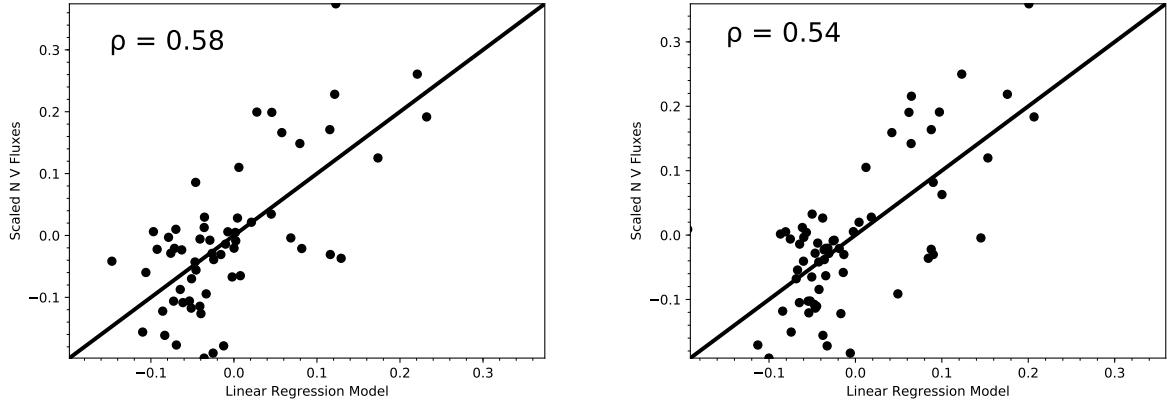 ρ = 0.58
Scaled N V Fluxes
0.3
0.2
0.1
0.0
−0.1
−0.1 0.0 0.1 0.2 0.3
Linear Regression Model
ρ = 0.54
Scaled N V Fluxes
0.3
0.2
0.1
0.0
−0.1
−0.1 0.0 0.1 0.2 0.3
Linear Regression Model